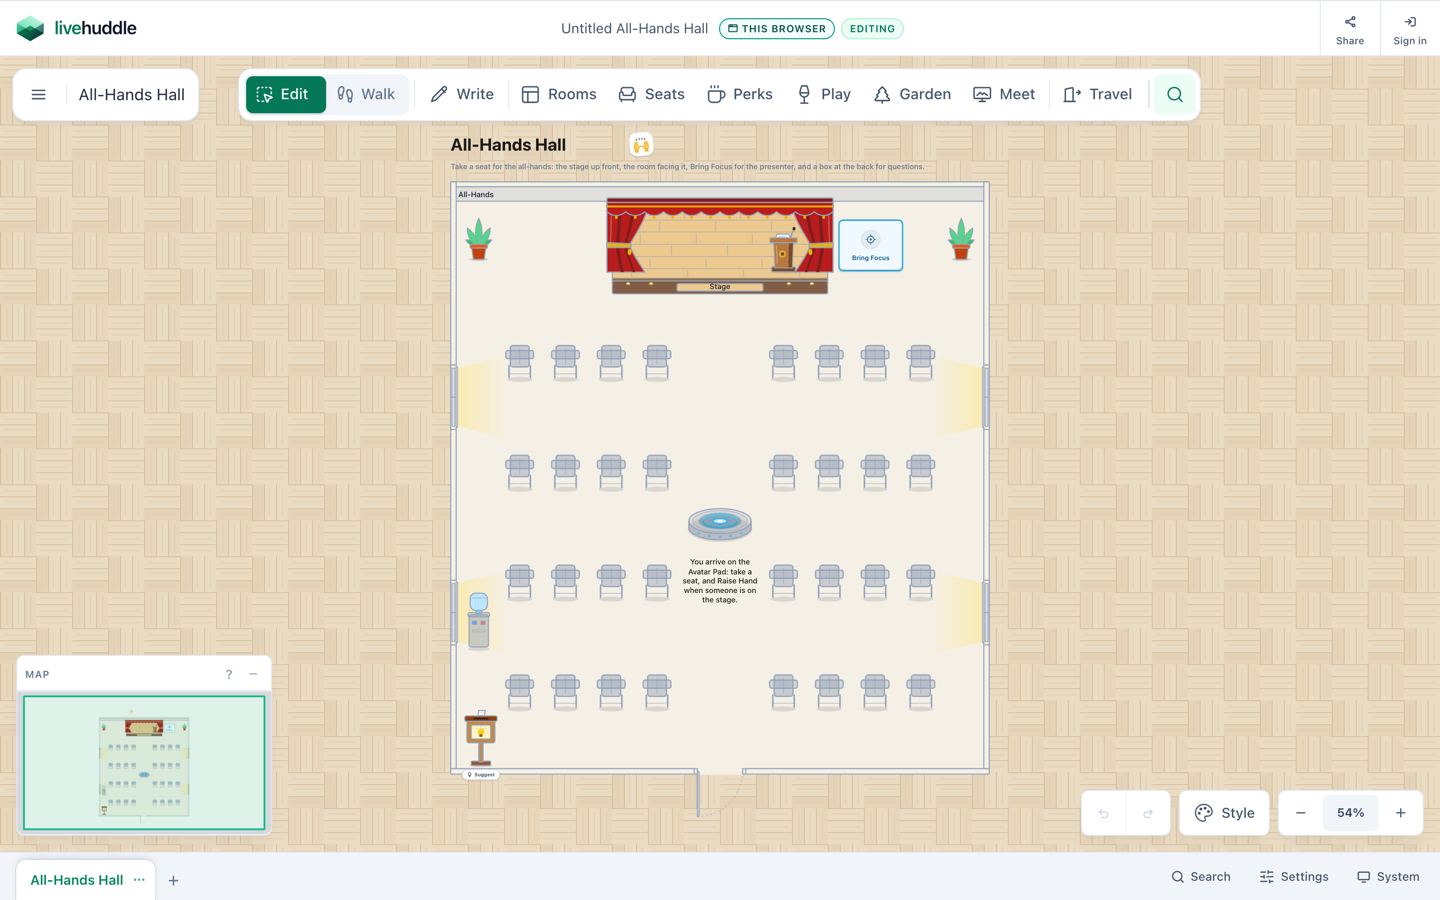 livehuddle
Untitled All-Hands Hall
THIS BROWSER
EDITING
Share
Sign in
All-Hands Hall
Edit
Walk
Write
Rooms
Seats
Perks
Play
Garden
Meet
Travel
All-Hands Hall
Take a seat for the all-hands: the stage up front, the room facing it, Bring Focus for the presenter, and a box at the back for questions.
All-Hands
Bring Focus
Stage
You arrive on the
Avatar Pad: take a
seat, and Raise Hand
when someone is on
the stage.
Suggest
MAP
?
Style
54%
All-Hands Hall
Search
Settings
System